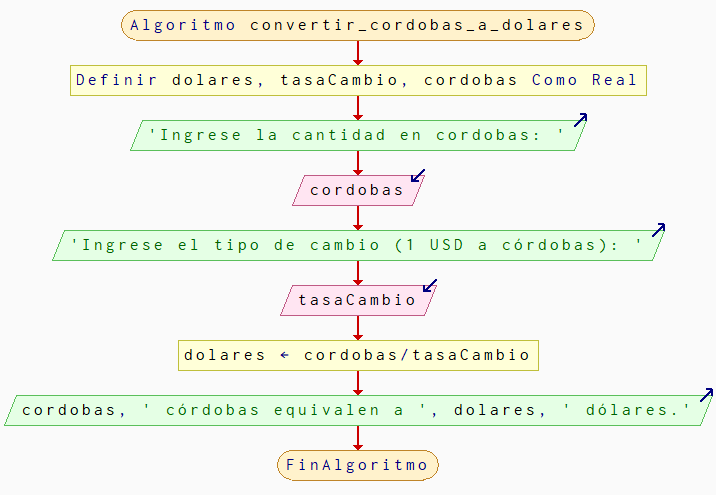 Algoritmo convertir_cordobas_a_dolares
Definir dolares, tasaCambio, cordobas Como Real
'Ingrese la cantidad en cordobas: '
cordobas
'Ingrese el tipo de cambio (1 USD a córdobas): '
tasaCambio
dolares ← cordobas/tasaCambio
cordobas, ' córdobas equivalen a ', dolares, ' dólares.'
FinAlgoritmo